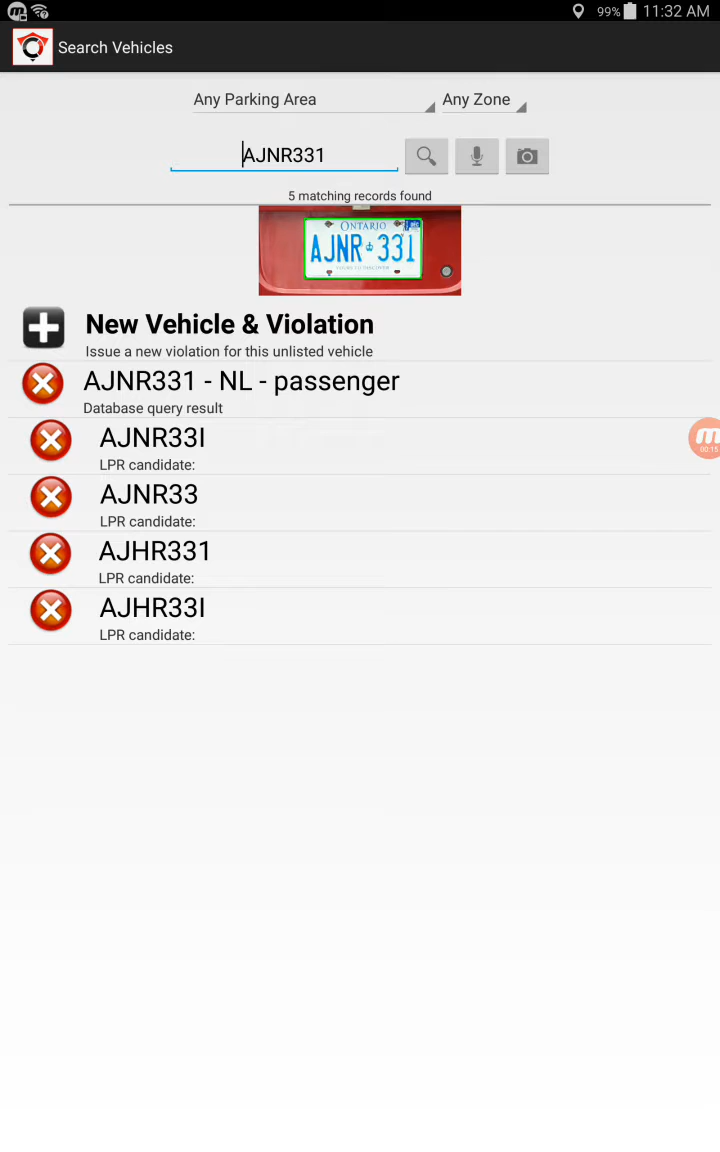 99% 11:32 AM
Search Vehicles
Any Parking Area Any Zone
AJNR331
5 matching records found
ONTARIO
AJNR 331
New Vehicle & Violation
Issue a new violation for this unlisted vehicle
AJNR331 - NL - passenger
Database query result
AJNR33I
LPR candidate:
00:15
AJNR33
LPR candidate:
AJHR331
LPR candidate:
AJHR33I
LPR candidate: